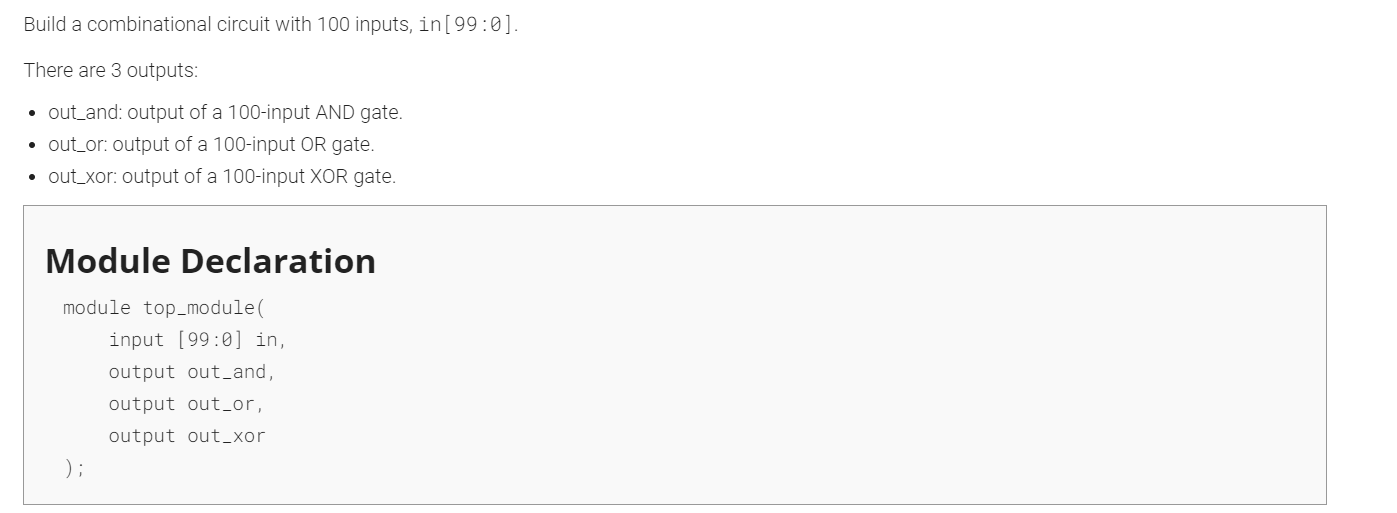 Build a combinational circuit with 100 inputs, in[99:0].
There are 3 outputs:
• out_and: output of a 100-input AND gate.
• out_or: output of a 100-input OR gate.
• out_xor: output of a 100-input XOR gate.
Module Declaration
module top_module(
    input [99:0] in,
    output out_and,
    output out_or,
    output out_xor
);